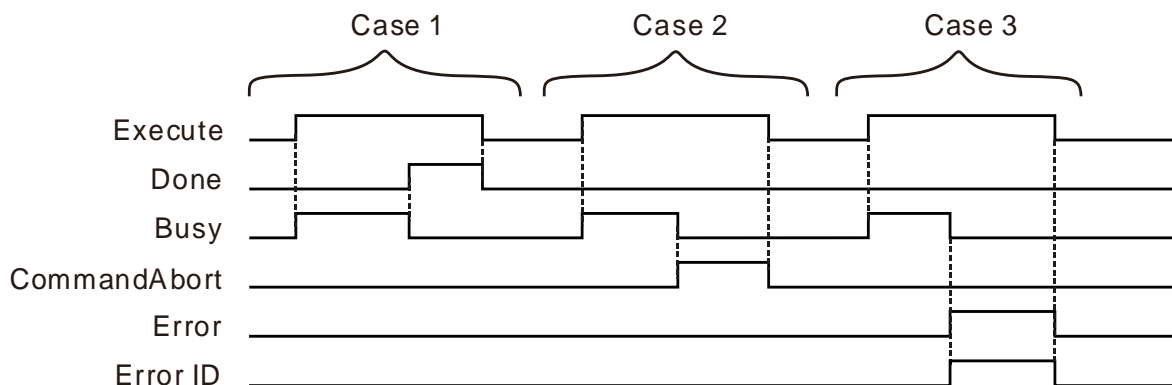 Case 1
Case 2
Case 3
Execute
Done
Busy
CommandAbort
Error
Error ID